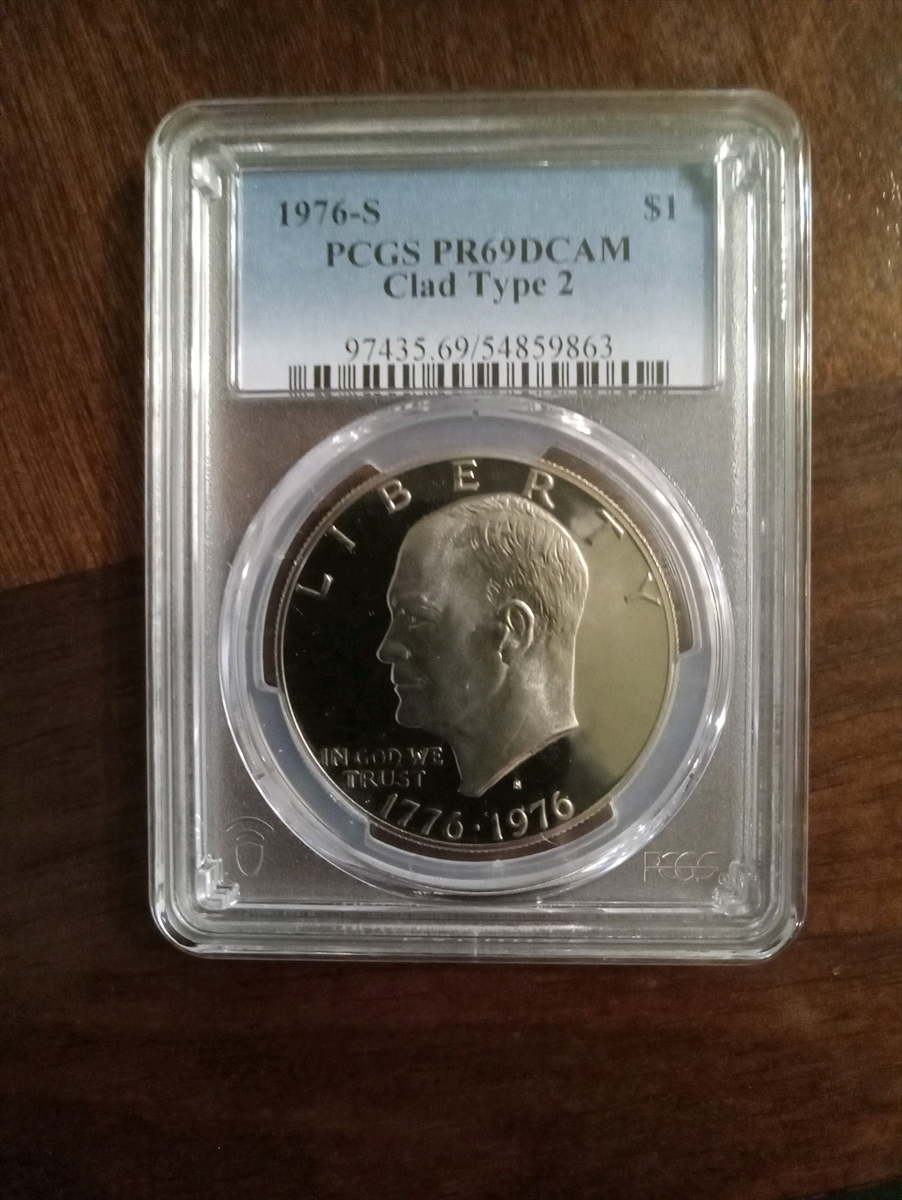 1976-S $1
PCGS PR69DCAM
Clad Type 2
97435.69/54859863
LIBERTY
IN GOD WE
TRUST
S
1776·1976
PCGS